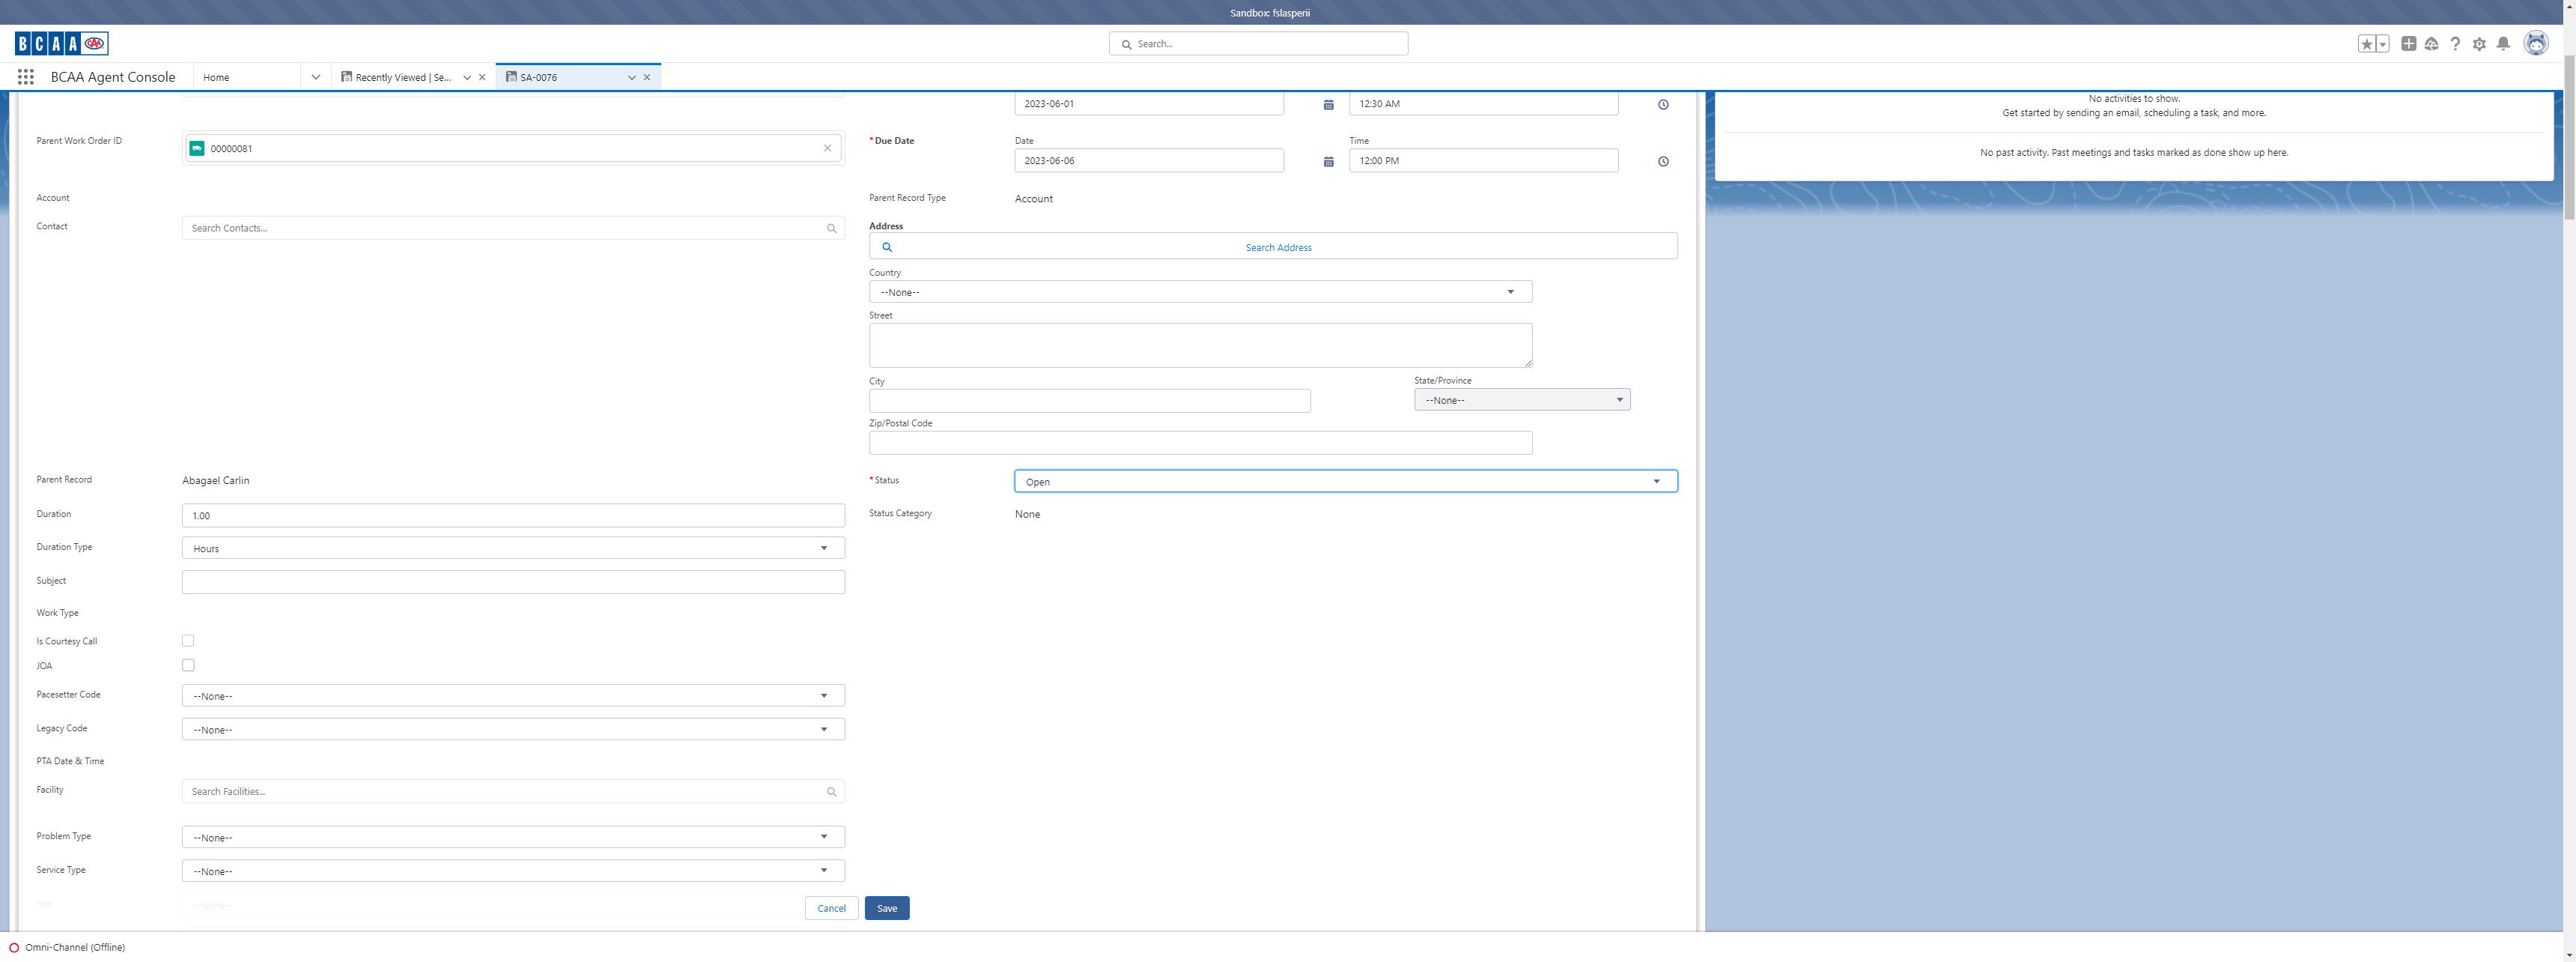 Sandbox: fslasperii
BCAA CAA
Search...
BCAA Agent Console
Home
Recently Viewed | Se...
SA-0076
2023-06-01
12:30 AM
No activities to show.
Get started by sending an email, scheduling a task, and more.
No past activity. Past meetings and tasks marked as done show up here.
Parent Work Order ID
00000081
* Due Date
Date
Time
2023-06-06
12:00 PM
Account
Parent Record Type
Account
Contact
Search Contacts...
Address
Search Address
Country
--None--
Street
City
State/Province
--None--
Zip/Postal Code
Parent Record
Abagael Carlin
* Status
Open
Duration
1.00
Status Category
None
Duration Type
Hours
Subject
Work Type
Is Courtesy Call
JOA
Pacesetter Code
--None--
Legacy Code
--None--
PTA Date & Time
Facility
Search Facilities...
Problem Type
--None--
Service Type
--None--
Year
--None--
Cancel
Save
Omni-Channel (Offline)